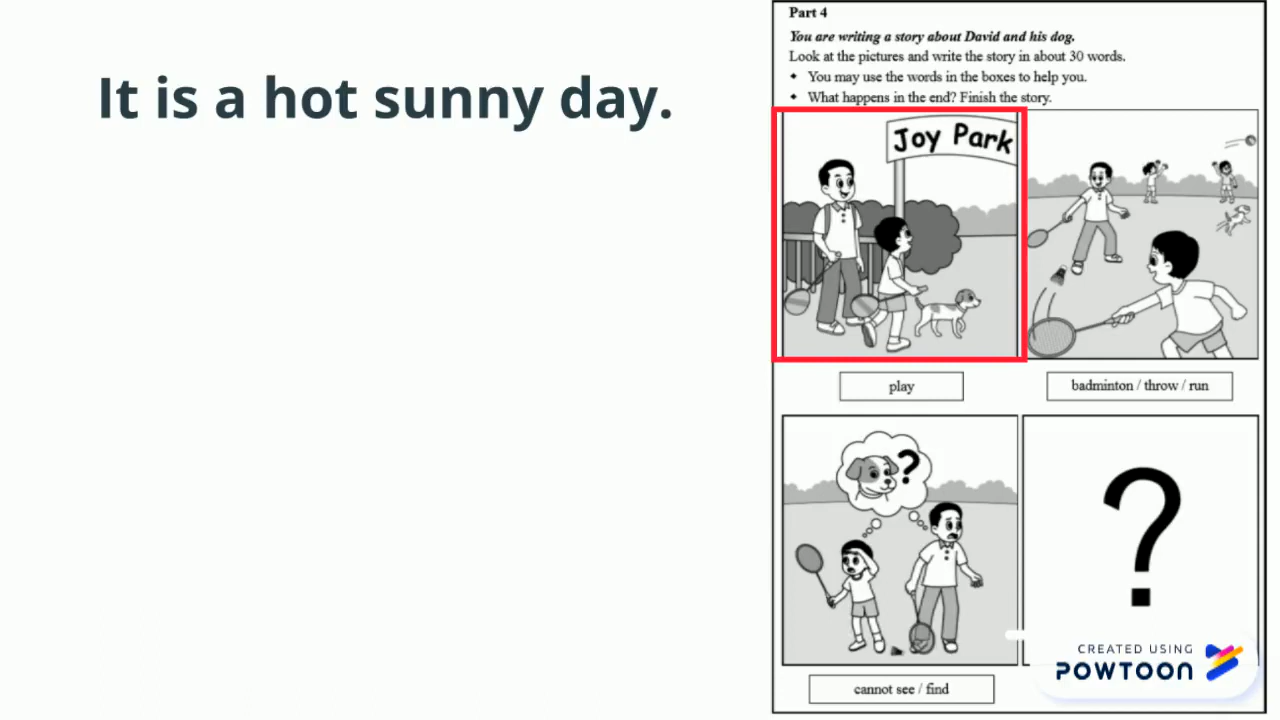 It is a hot sunny day.
Part 4
You are writing a story about David and his dog.
Look at the pictures and write the story in about 30 words.
• You may use the words in the boxes to help you.
• What happens in the end? Finish the story.
Joy Park
play
badminton / throw / run
?
cannot see / find
?
CREATED USING
POWTOON